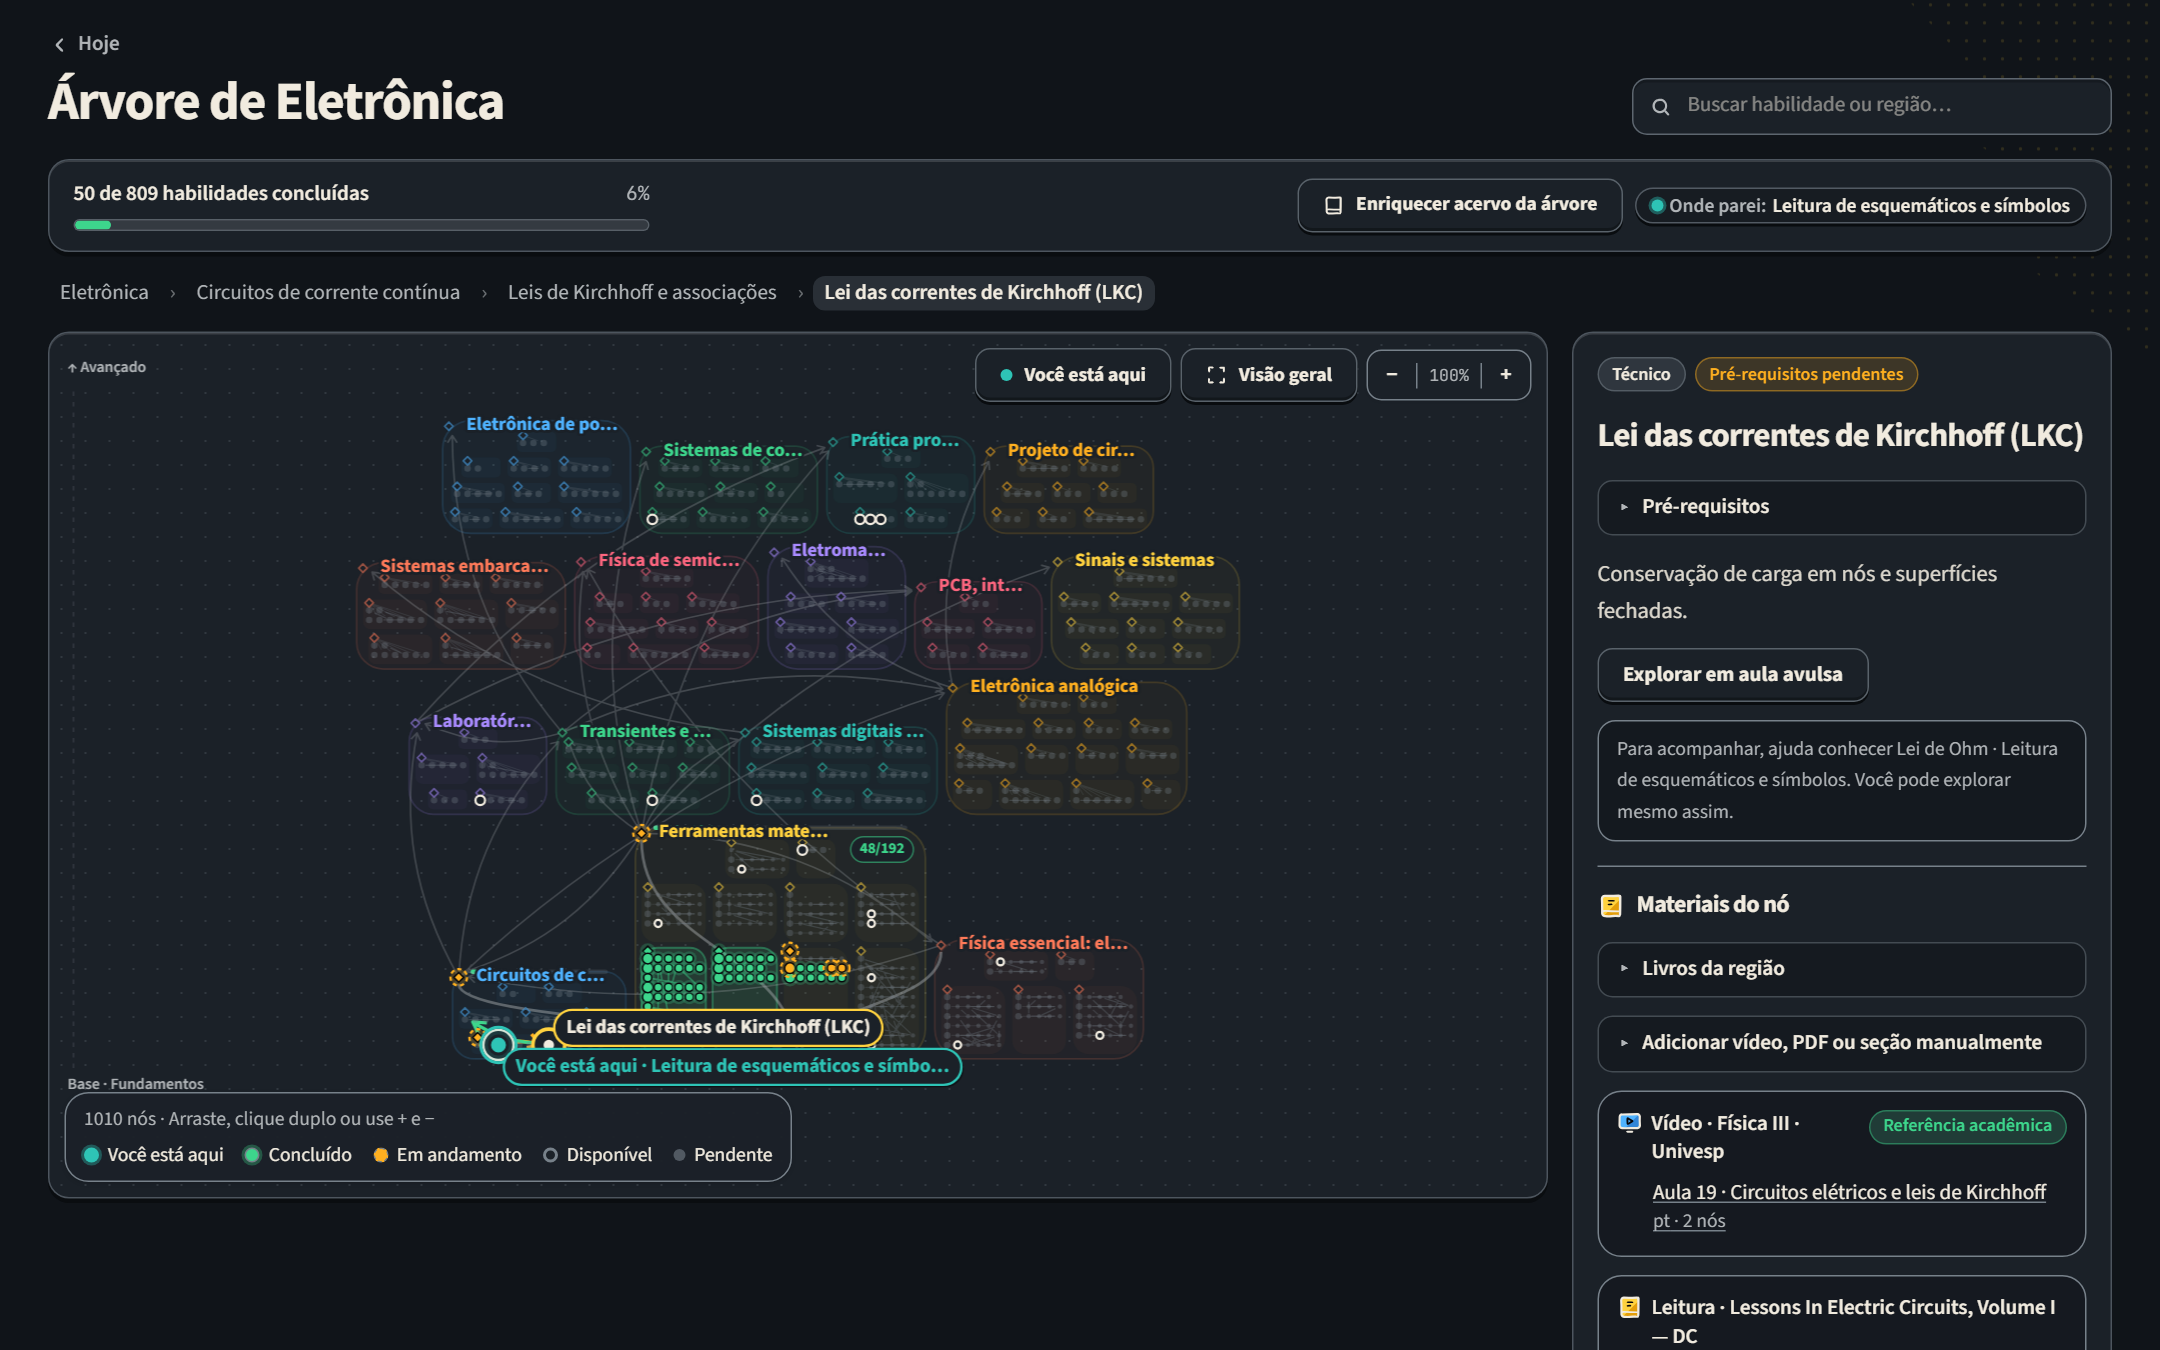 Hoje
Árvore de Eletrônica
Buscar habilidade ou região…
50 de 809 habilidades concluídas
6%
Enriquecer acervo da árvore
Onde parei: Leitura de esquemáticos e símbolos
Eletrônica › Circuitos de corrente contínua › Leis de Kirchhoff e associações › Lei das correntes de Kirchhoff (LKC)
↑ Avançado
Você está aqui
Visão geral
− 100% +
Eletrônica de po…
Sistemas de co…
Prática pro…
Projeto de cir…
Sistemas embarca…
Física de semic…
Eletroma…
PCB, int…
Sinais e sistemas
Laboratór…
Transientes e …
Sistemas digitais …
Eletrônica analógica
Ferramentas mate…
48/192
Circuitos de c…
Física essencial: el…
Lei das correntes de Kirchhoff (LKC)
Você está aqui · Leitura de esquemáticos e símbo…
Base · Fundamentos
1010 nós · Arraste, clique duplo ou use + e −
Você está aqui
Concluído
Em andamento
Disponível
Pendente
Técnico
Pré-requisitos pendentes
Lei das correntes de Kirchhoff (LKC)
Pré-requisitos
Conservação de carga em nós e superfícies
fechadas.
Explorar em aula avulsa
Para acompanhar, ajuda conhecer Lei de Ohm · Leitura
de esquemáticos e símbolos. Você pode explorar
mesmo assim.
Materiais do nó
Livros da região
Adicionar vídeo, PDF ou seção manualmente
Vídeo · Física III ·
Univesp
Referência acadêmica
Aula 19 · Circuitos elétricos e leis de Kirchhoff
pt · 2 nós
Leitura · Lessons In Electric Circuits, Volume I
— DC